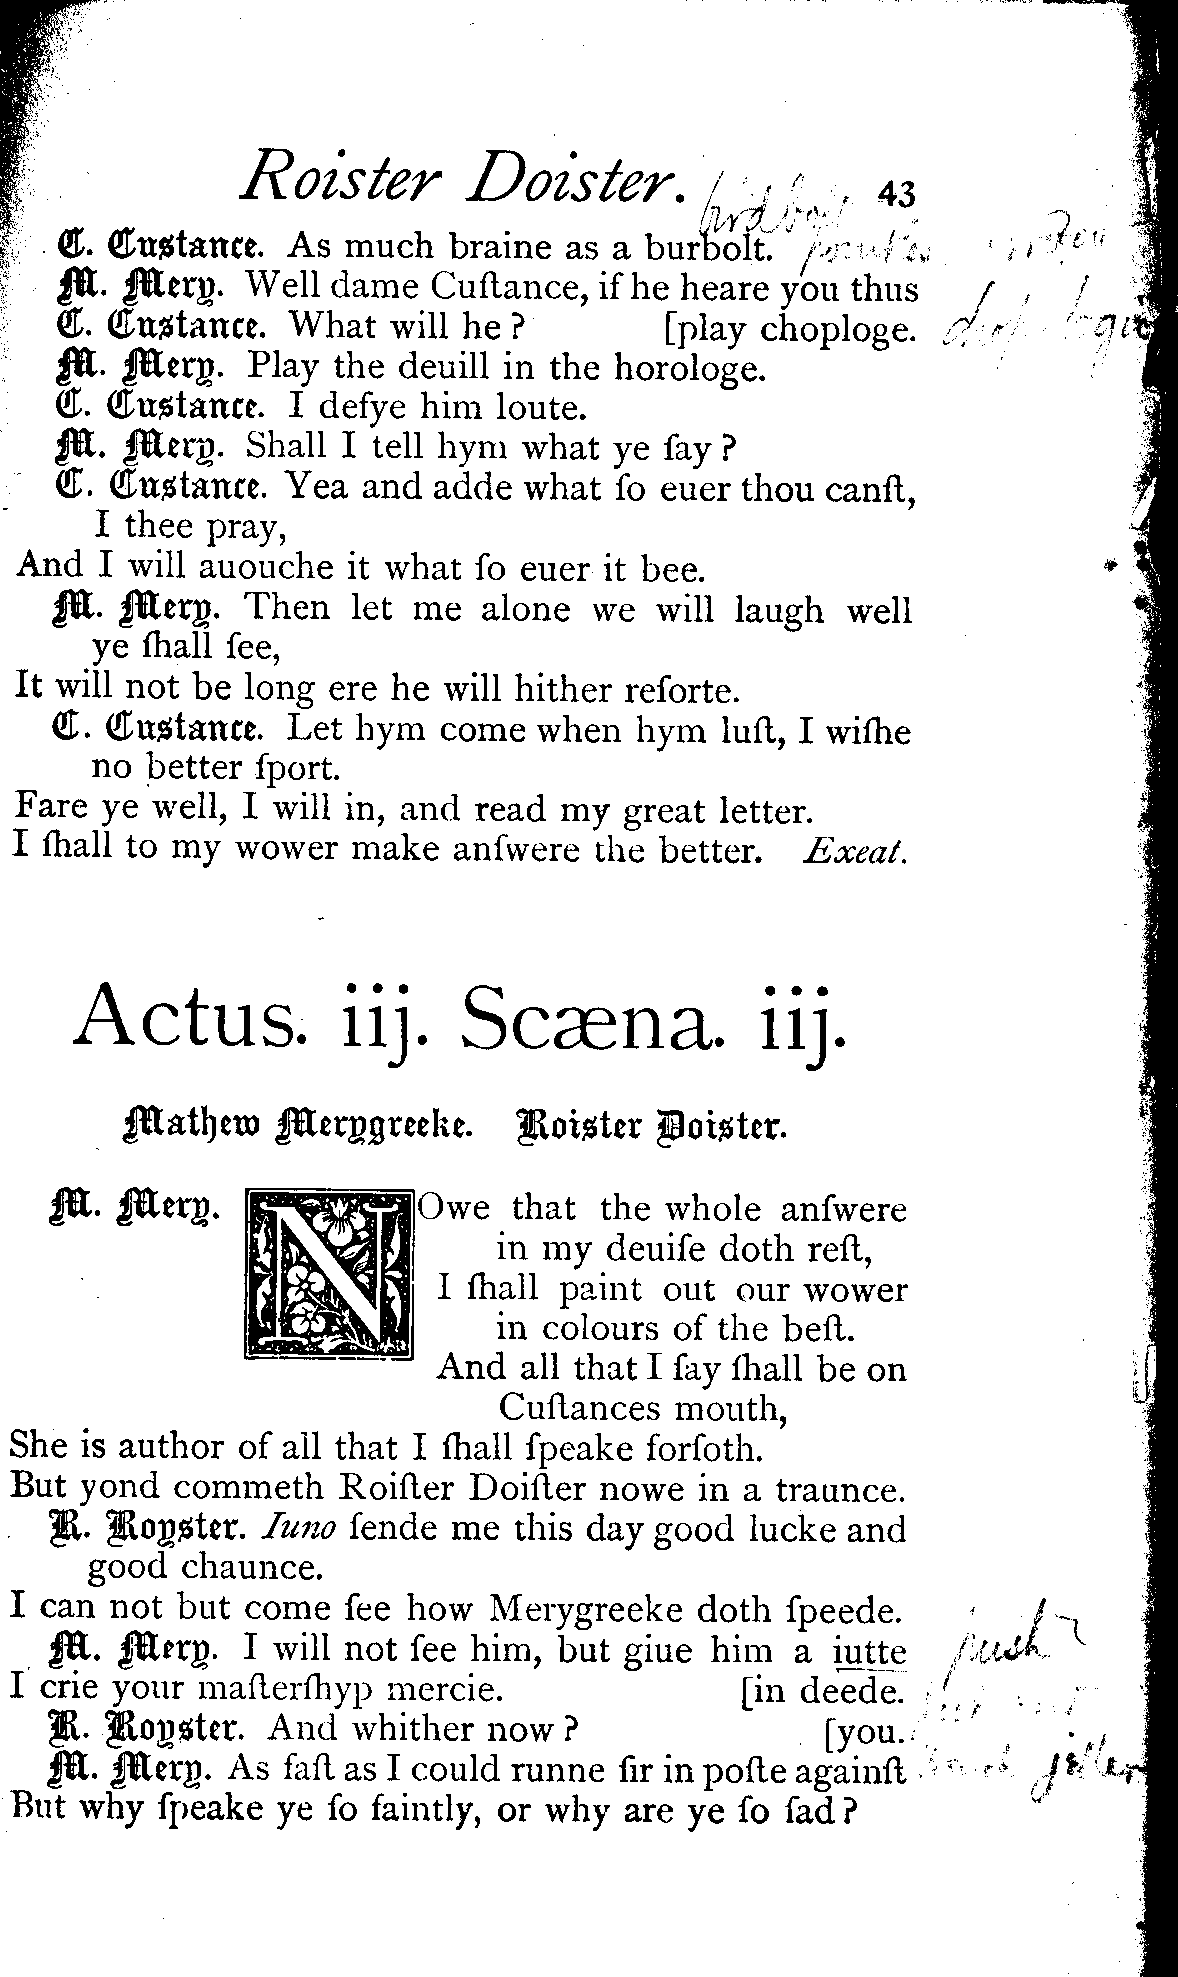 Roister Doister. 43
bird bolt
C. Custance. As much braine as a burbolt.
M. Mery. Well dame Cuſtance, if he heare you thus
C. Custance. What will he? [play choploge.
M. Mery. Play the deuill in the horologe.
C. Custance. I defye him loute.
M. Mery. Shall I tell hym what ye ſay?
C. Custance. Yea and adde what ſo euer thou canſt,
I thee pray,
And I will auouche it what ſo euer it bee.
M. Mery. Then let me alone we will laugh well
ye ſhall ſee,
It will not be long ere he will hither reſorte.
C. Custance. Let hym come when hym luſt, I wiſhe
no better ſport.
Fare ye well, I will in, and read my great letter.
I ſhall to my wower make anſwere the better. Exeat.
Actus. iij. Scæna. iij.
Mathew Merygreeke. Roister Doister.
M. Mery. NOwe that the whole anſwere
in my deuiſe doth reſt,
I ſhall paint out our wower
in colours of the beſt.
And all that I ſay ſhall be on
Cuſtances mouth,
She is author of all that I ſhall ſpeake forſoth.
But yond commeth Roiſter Doiſter nowe in a traunce.
R. Royster. Iuno ſende me this day good lucke and
good chaunce.
I can not but come ſee how Merygreeke doth ſpeede.
M. Mery. I will not ſee him, but giue him a iutte push
I crie your maſterſhyp mercie. [in deede.
R. Royster. And whither now? [you.
M. Mery. As faſt as I could runne ſir in poſte againſt
But why ſpeake ye ſo faintly, or why are ye ſo ſad?